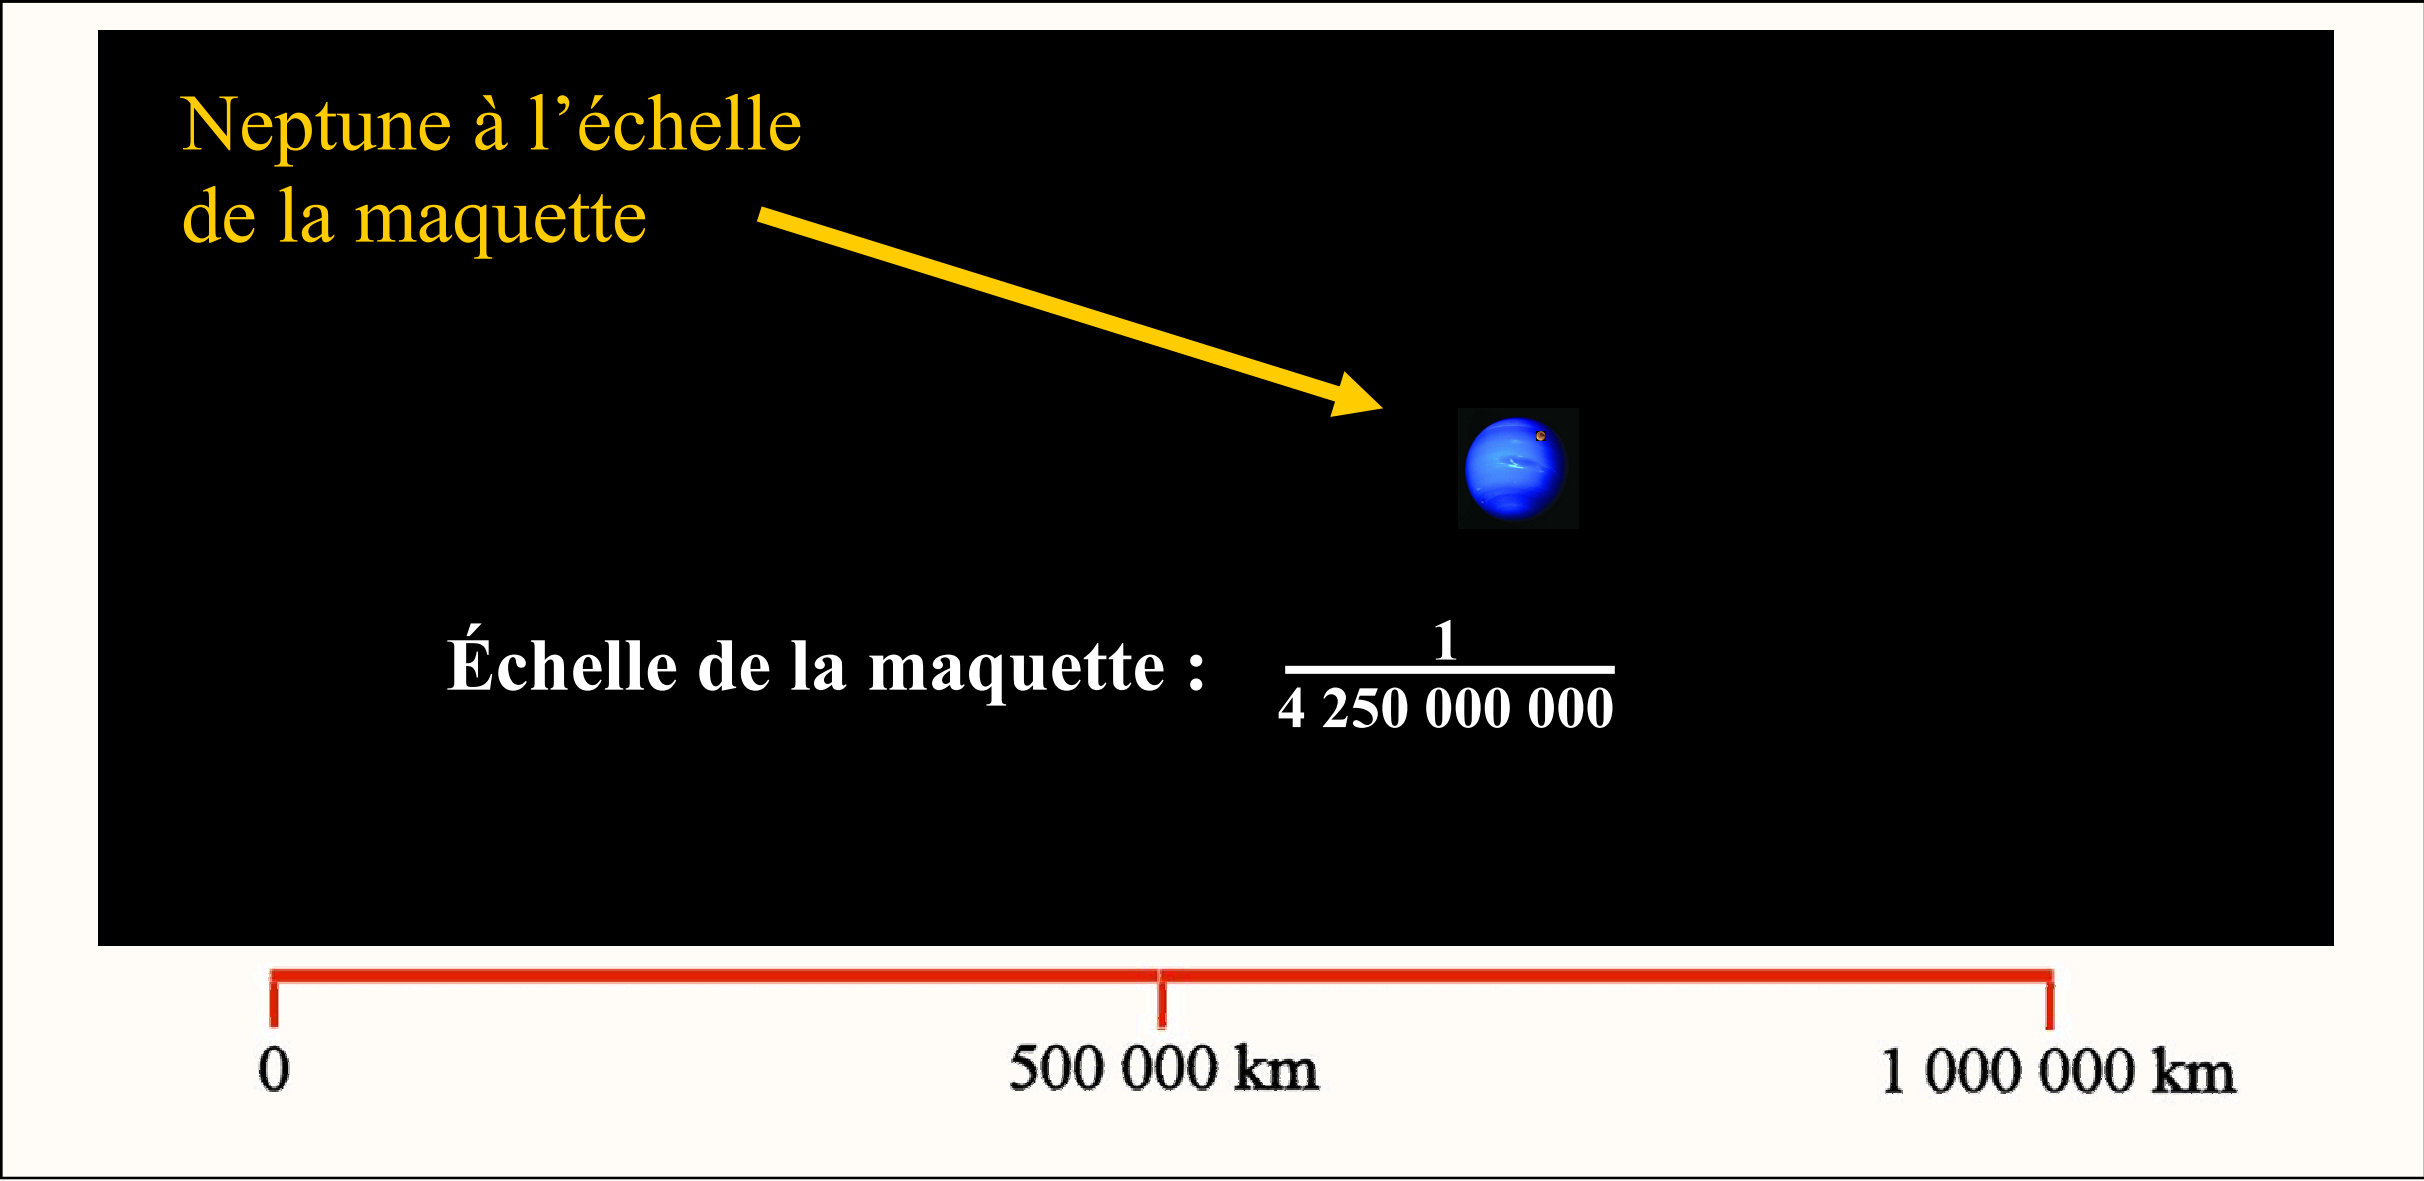 Neptune à l’échelle
de la maquette
Échelle de la maquette :
1
4 250 000 000
0
500 000 km
1 000 000 km